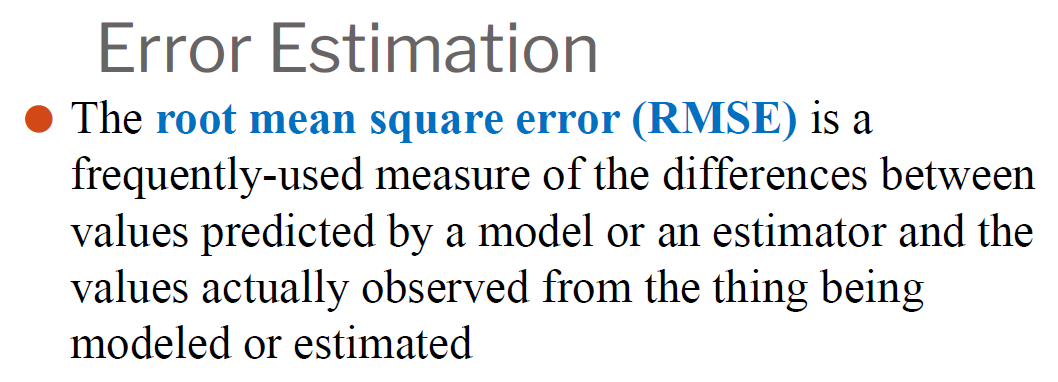 Error Estimation
The root mean square error (RMSE) is a
frequently-used measure of the differences between
values predicted by a model or an estimator and the
values actually observed from the thing being
modeled or estimated